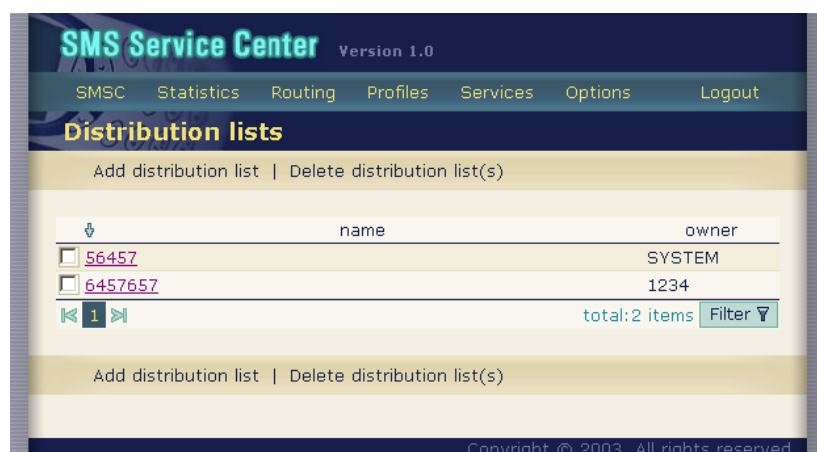 SMS Service Center Version 1.0
SMSC Statistics Routing Profiles Services Options Logout
Distribution lists
Add distribution list | Delete distribution list(s)
name owner
56457 SYSTEM
6457657 1234
1 total:2 items Filter
Add distribution list | Delete distribution list(s)
Copyright © 2003. All rights reserved